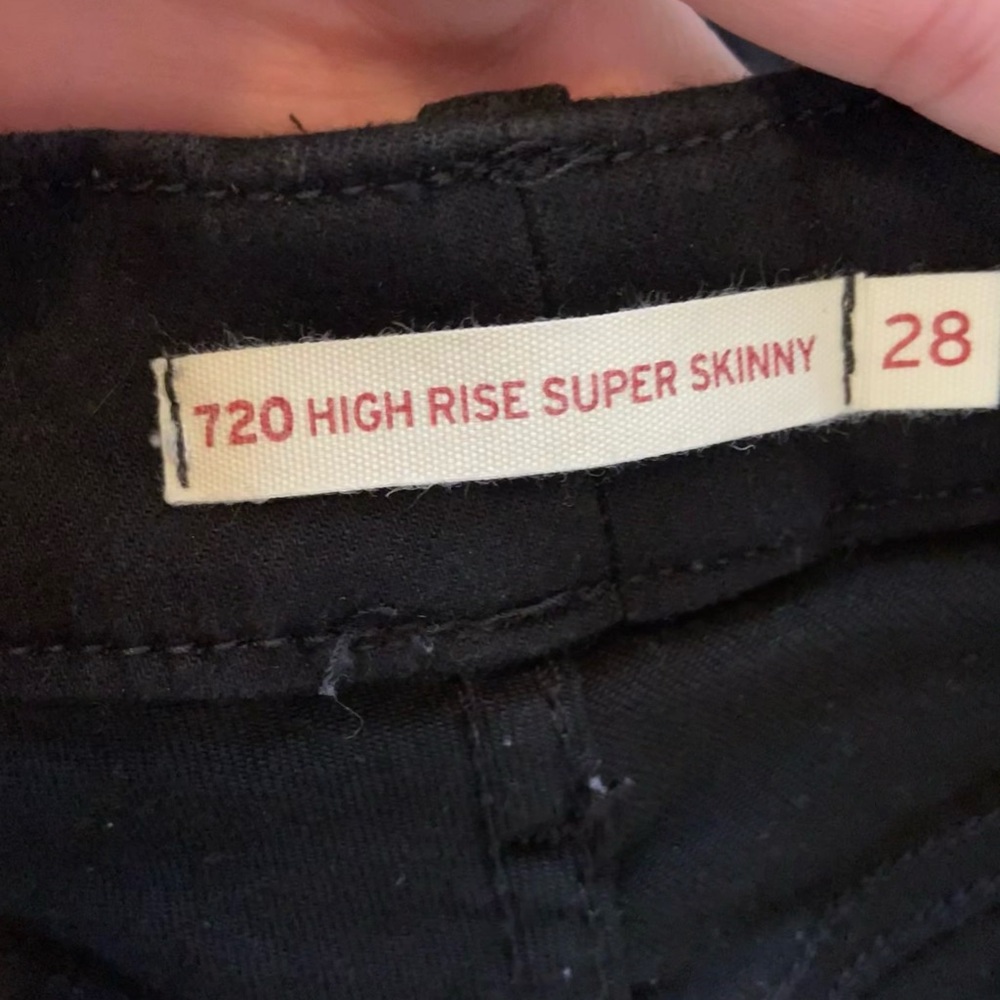 720 HIGH RISE SUPER SKINNY 28